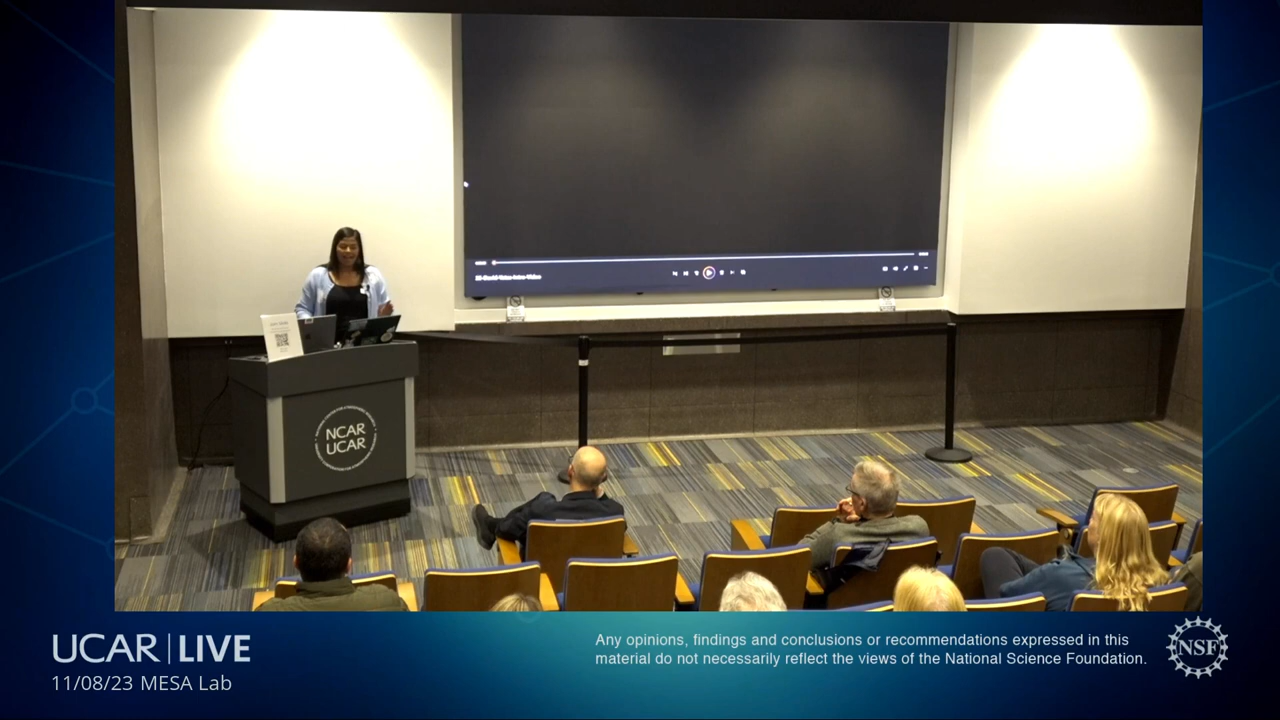 NCAR
UCAR
UCAR | LIVE
11/08/23 MESA Lab
Any opinions, findings and conclusions or recommendations expressed in this
material do not necessarily reflect the views of the National Science Foundation.
NSF